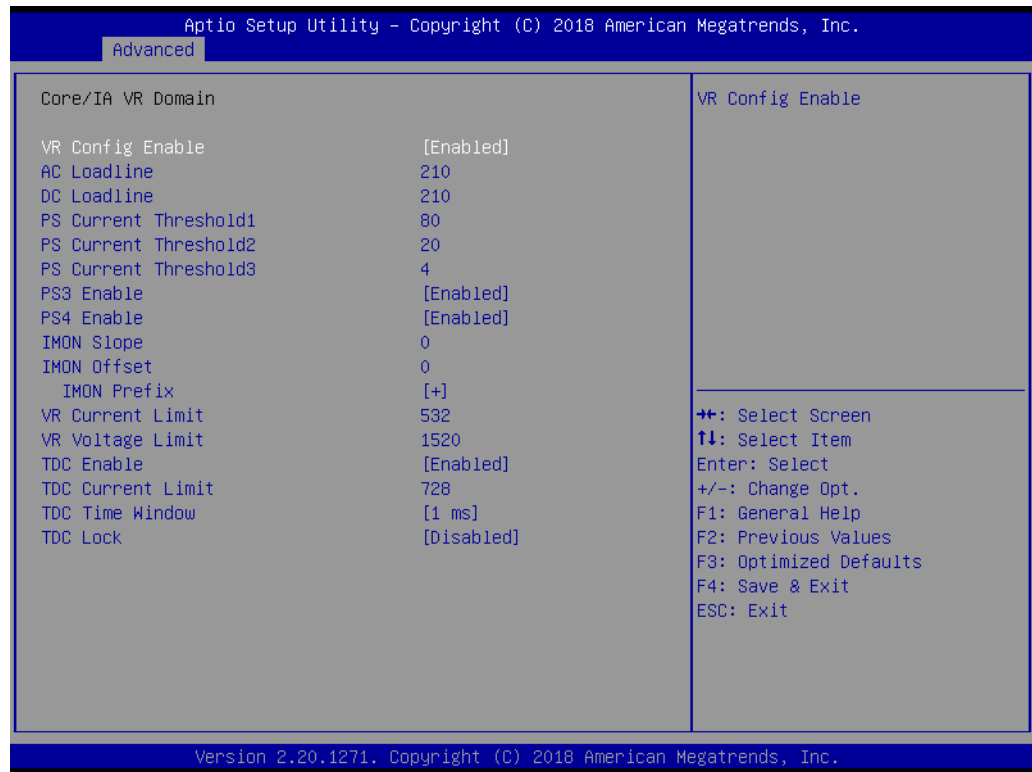 Aptio Setup Utility – Copyright (C) 2018 American Megatrends, Inc.
Advanced
Core/IA VR Domain
VR Config Enable [Enabled]
AC Loadline 210
DC Loadline 210
PS Current Threshold1 80
PS Current Threshold2 20
PS Current Threshold3 4
PS3 Enable [Enabled]
PS4 Enable [Enabled]
IMON Slope 0
IMON Offset 0
IMON Prefix [+]
VR Current Limit 532
VR Voltage Limit 1520
TDC Enable [Enabled]
TDC Current Limit 728
TDC Time Window [1 ms]
TDC Lock [Disabled]
VR Config Enable
→←: Select Screen
↑↓: Select Item
Enter: Select
+/-: Change Opt.
F1: General Help
F2: Previous Values
F3: Optimized Defaults
F4: Save & Exit
ESC: Exit
Version 2.20.1271. Copyright (C) 2018 American Megatrends, Inc.